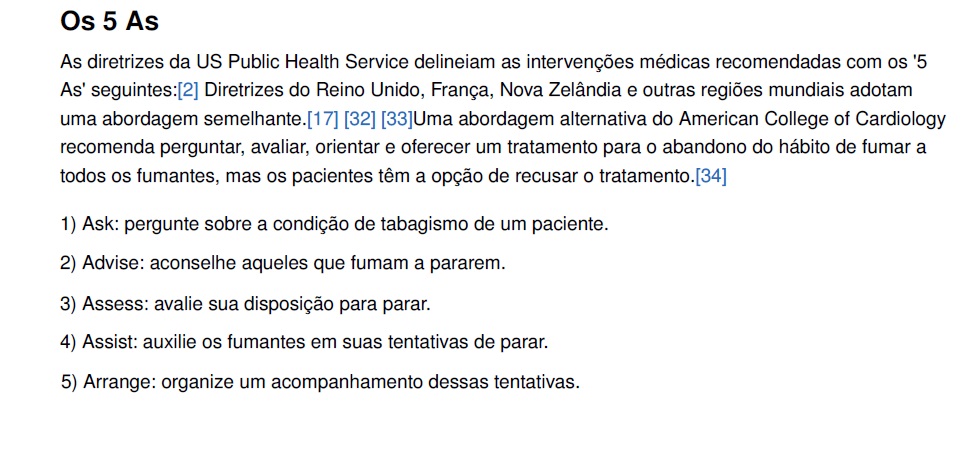 Os 5 As
As diretrizes da US Public Health Service delineiam as intervenções médicas recomendadas com os '5
As' seguintes:[2] Diretrizes do Reino Unido, França, Nova Zelândia e outras regiões mundiais adotam
uma abordagem semelhante.[17] [32] [33]Uma abordagem alternativa do American College of Cardiology
recomenda perguntar, avaliar, orientar e oferecer um tratamento para o abandono do hábito de fumar a
todos os fumantes, mas os pacientes têm a opção de recusar o tratamento.[34]
1) Ask: pergunte sobre a condição de tabagismo de um paciente.
2) Advise: aconselhe aqueles que fumam a pararem.
3) Assess: avalie sua disposição para parar.
4) Assist: auxilie os fumantes em suas tentativas de parar.
5) Arrange: organize um acompanhamento dessas tentativas.